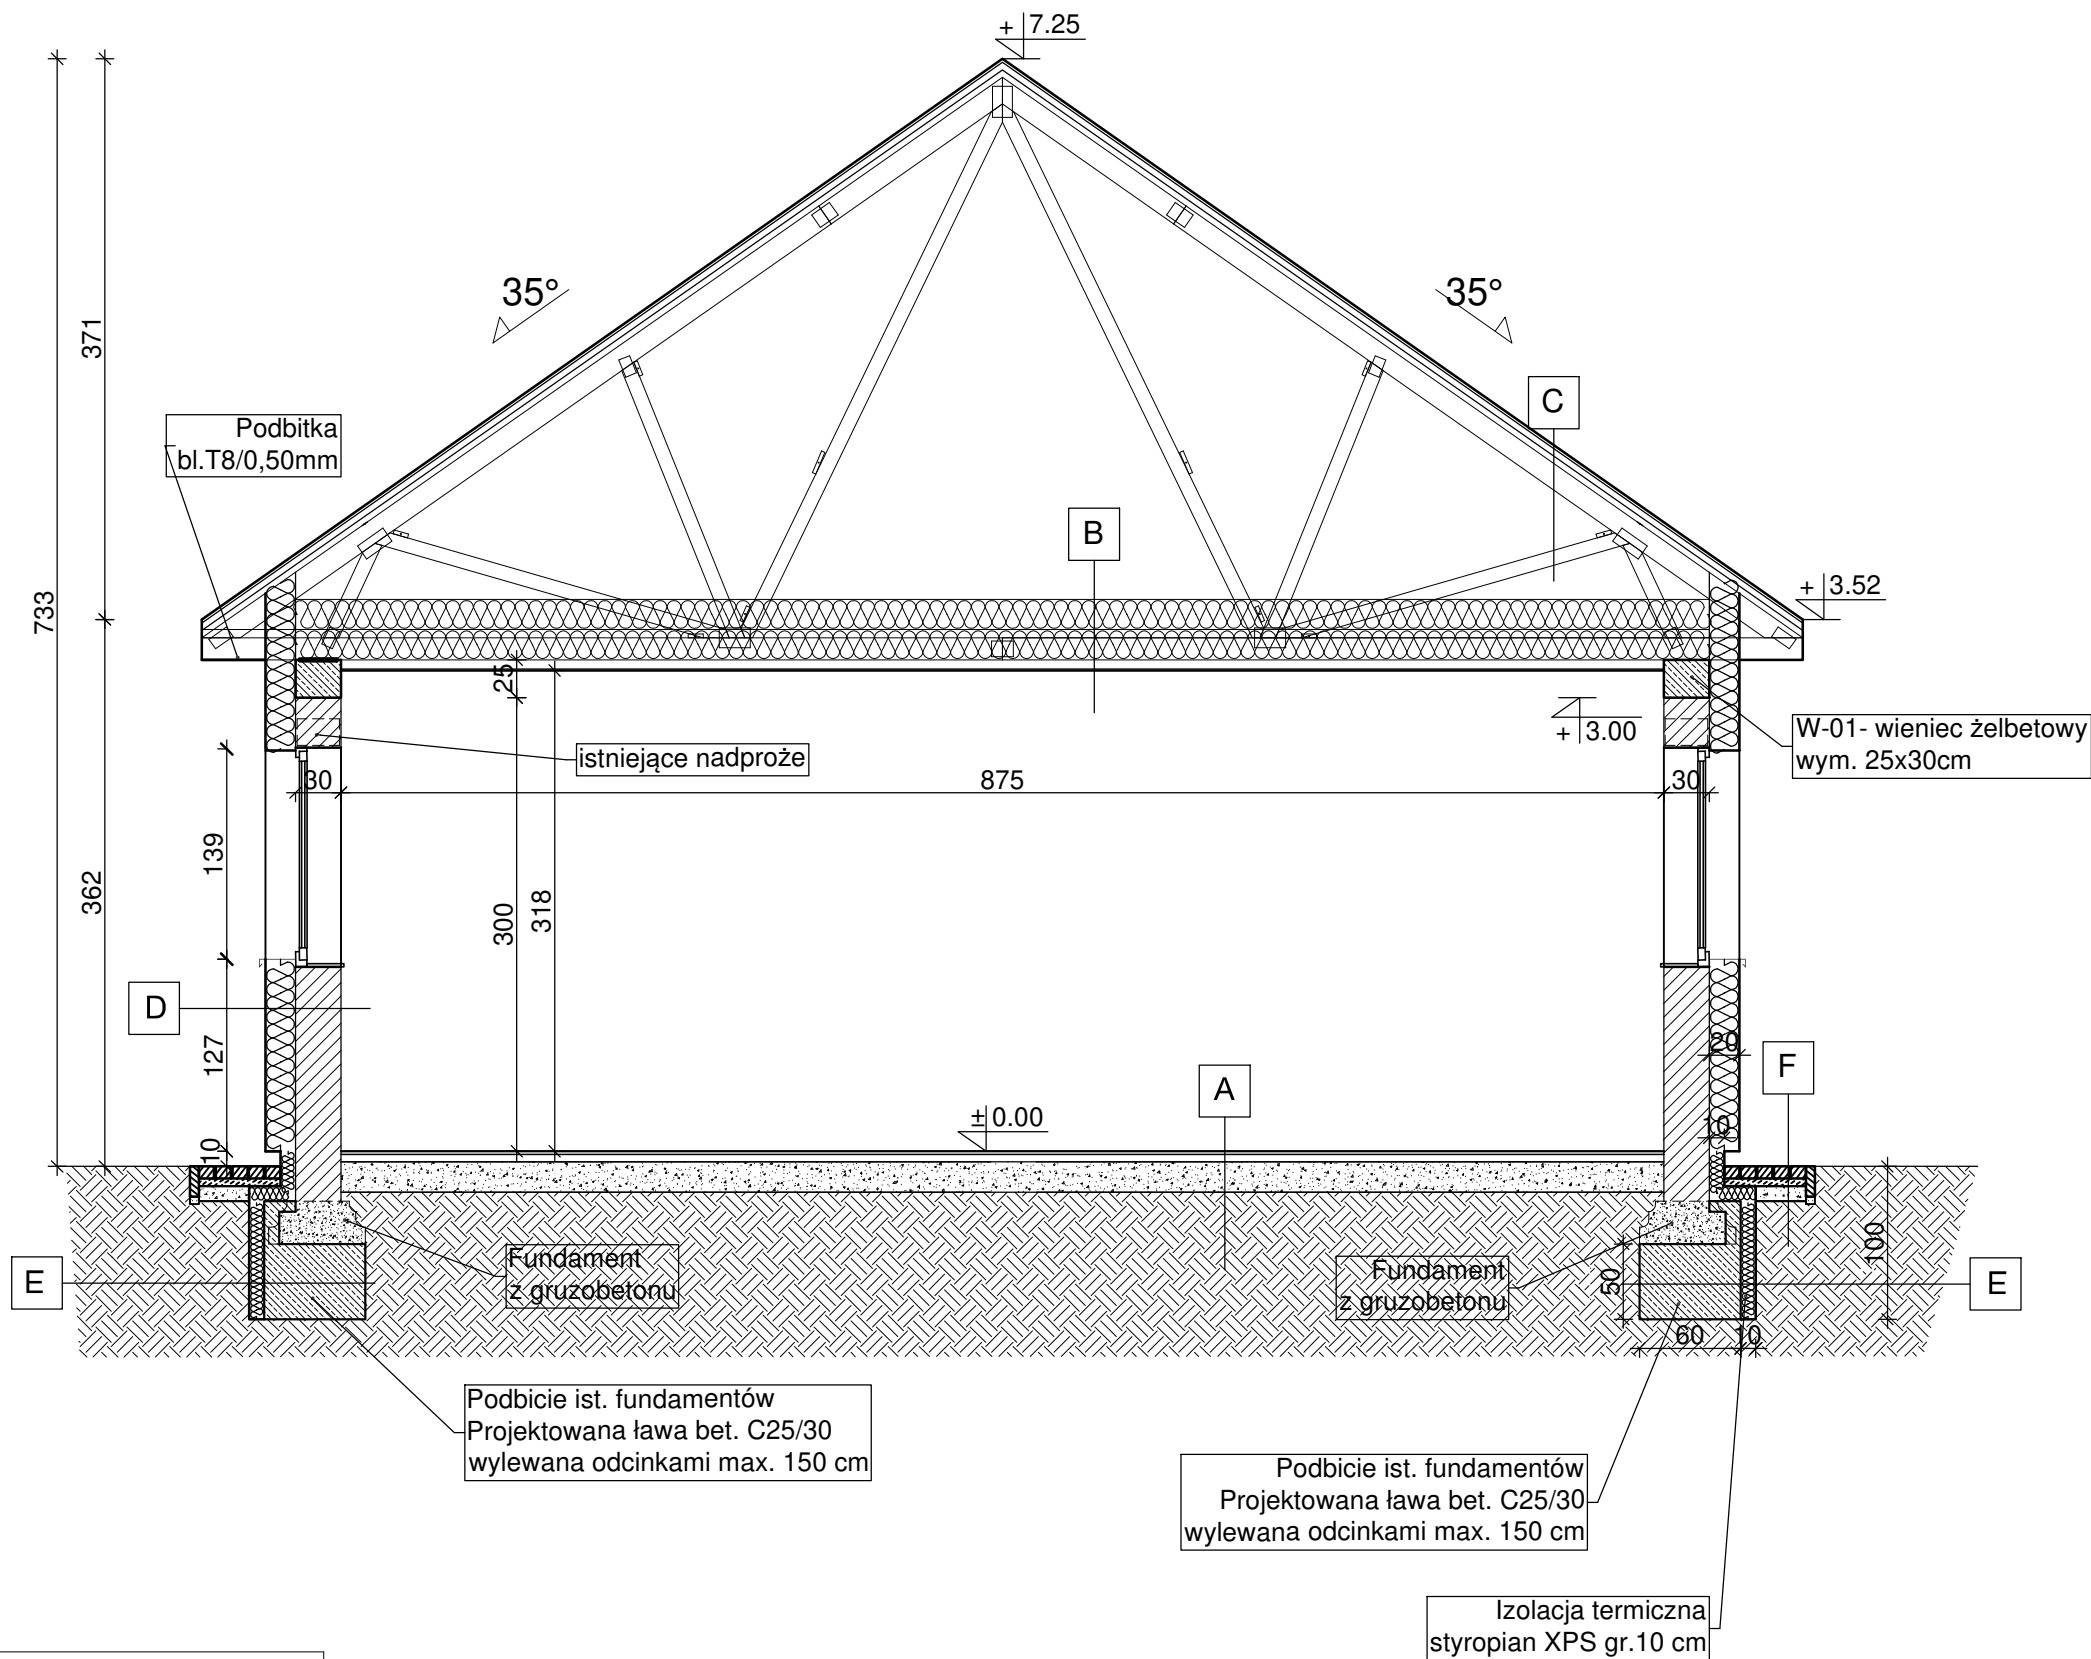 + 7.25
371
733
362
35°
35°
C
Podbitka
bl.T8/0,50mm
B
+ 3.52
25
+ 3.00
W-01- wieniec żelbetowy
wym. 25x30cm
istniejące nadproże
30
875
30
139
300
318
D
127
20
F
A
± 0.00
10
10
Fundament
z gruzobetonu
Fundament
z gruzobetonu
100
50
E
E
60
10
Podbicie ist. fundamentów
Projektowana ława bet. C25/30
wylewana odcinkami max. 150 cm
Podbicie ist. fundamentów
Projektowana ława bet. C25/30
wylewana odcinkami max. 150 cm
Izolacja termiczna
styropian XPS gr.10 cm